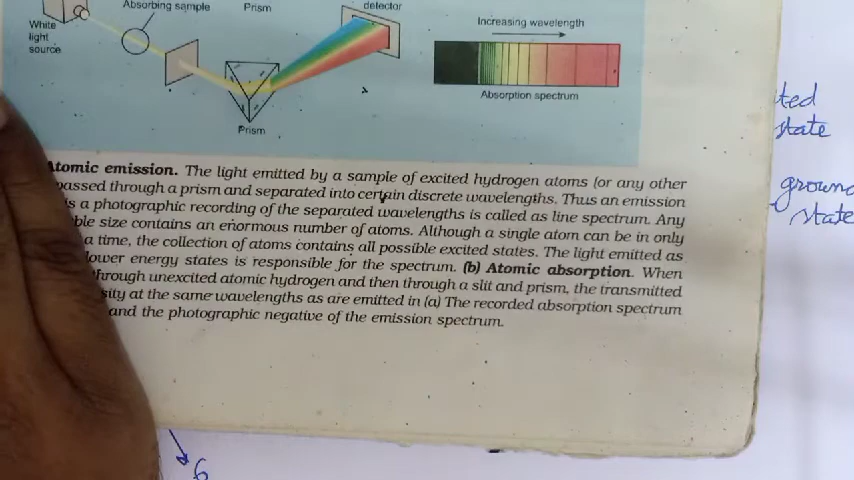 Absorbing sample
Prism
detector
White
light
source
Increasing wavelength
Absorption spectrum
Prism
Atomic emission. The light emitted by a sample of excited hydrogen atoms (or any other
passed through a prism and separated into certain discrete wavelengths. Thus an emission
is a photographic recording of the separated wavelengths is called as line spectrum. Any
ble size contains an enormous number of atoms. Although a single atom can be in only
a time, the collection of atoms contains all possible excited states. The light emitted as
lower energy states is responsible for the spectrum. (b) Atomic absorption. When
through unexcited atomic hydrogen and then through a slit and prism, the transmitted
sity at the same wavelengths as are emitted in (a) The recorded absorption spectrum
and the photographic negative of the emission spectrum.
ted
state
ground
state
6